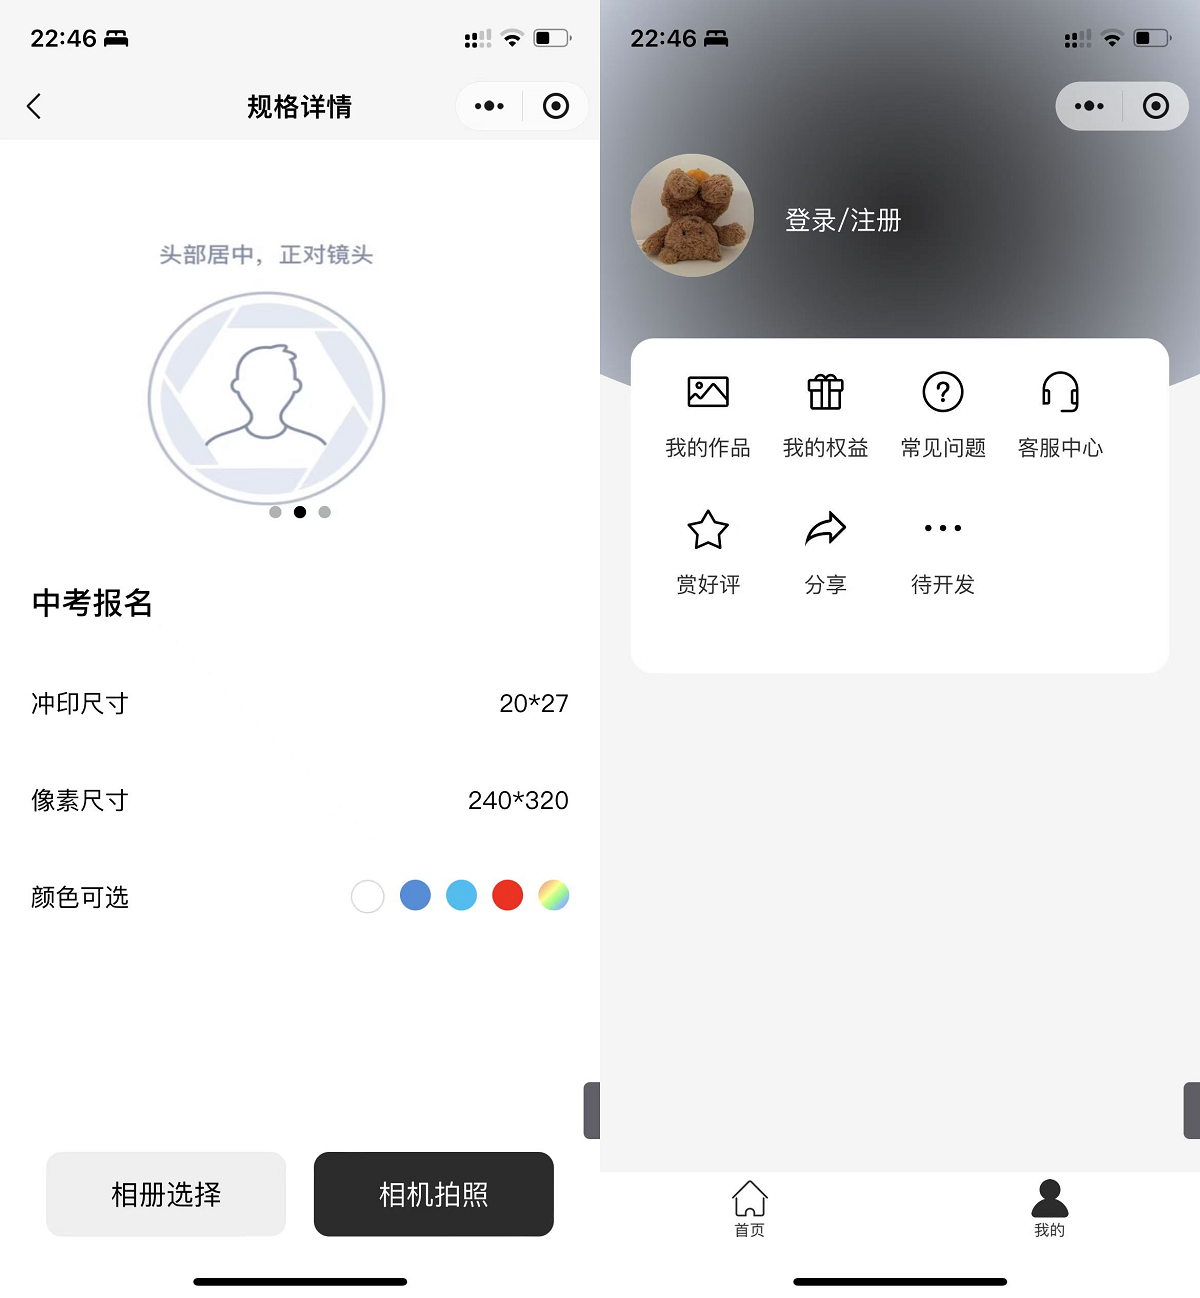 22:46
规格详情
头部居中，正对镜头
中考报名
冲印尺寸 20*27
像素尺寸 240*320
颜色可选
相册选择 相机拍照
22:46
登录/注册
我的作品 我的权益 常见问题 客服中心
赏好评 分享 待开发
首页 我的